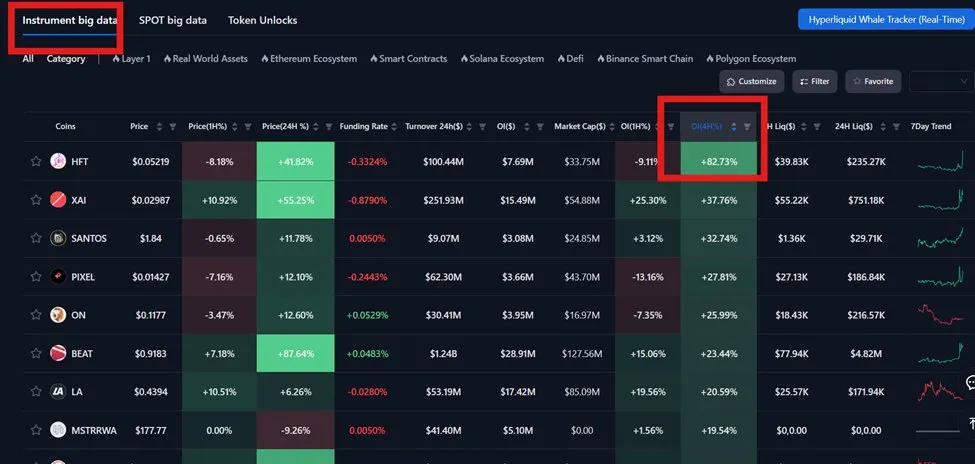 Instrument big data SPOT big data Token Unlocks Hyperliquid Whale Tracker (Real-Time)
All Category Layer 1 Real World Assets Ethereum Ecosystem Smart Contracts Solana Ecosystem Defi Binance Smart Chain Polygon Ecosystem
Customize Filter Favorite
Coins Price Price(1H%) Price(24H %) Funding Rate Turnover 24h($) OI($) Market Cap($) OI(1H%) OI(4H%) H Liq($) 24H Liq($) 7Day Trend
HFT $0.05219 -8.18% +41.82% -0.3324% $100.44M $7.69M $33.75M -9.11% +82.73% $39.83K $235.27K
XAI $0.02987 +10.92% +55.25% -0.8790% $251.93M $15.49M $54.88M +25.30% +37.76% $55.22K $751.18K
SANTOS $1.84 -0.65% +11.78% 0.0050% $9.07M $3.08M $24.85M +3.12% +32.74% $1.36K $29.71K
PIXEL $0.01427 -7.16% +12.10% -0.2443% $62.30M $3.66M $43.70M -13.16% +27.81% $27.13K $186.84K
ON $0.1177 -3.47% +12.60% +0.0529% $30.41M $3.95M $16.97M -7.35% +25.99% $18.43K $216.57K
BEAT $0.9183 +7.18% +87.64% +0.0483% $1.24B $28.91M $127.56M +15.06% +23.44% $77.94K $4.82M
LA LA $0.4394 +10.51% +6.26% -0.0280% $53.19M $17.42M $85.09M +19.56% +20.59% $25.57K $171.94K
MSTRRWA $177.77 0.00% -9.26% 0.0050% $41.40M $5.10M $0.00 +1.56% +19.54% $0,0.00 $0,0.00